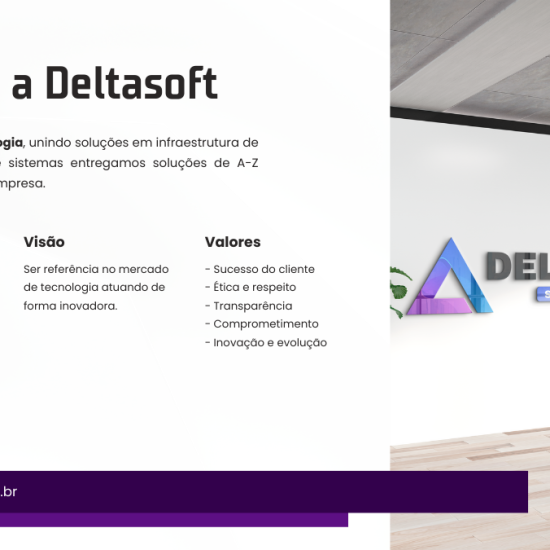 a Deltasoft
ogia, unindo soluções em infraestrutura de
sistemas entregamos soluções de A-Z
mpresa.
Visão
Ser referência no mercado
de tecnologia atuando de
forma inovadora.
Valores
- Sucesso do cliente
- Ética e respeito
- Transparência
- Comprometimento
- Inovação e evolução
DEL
S
.br